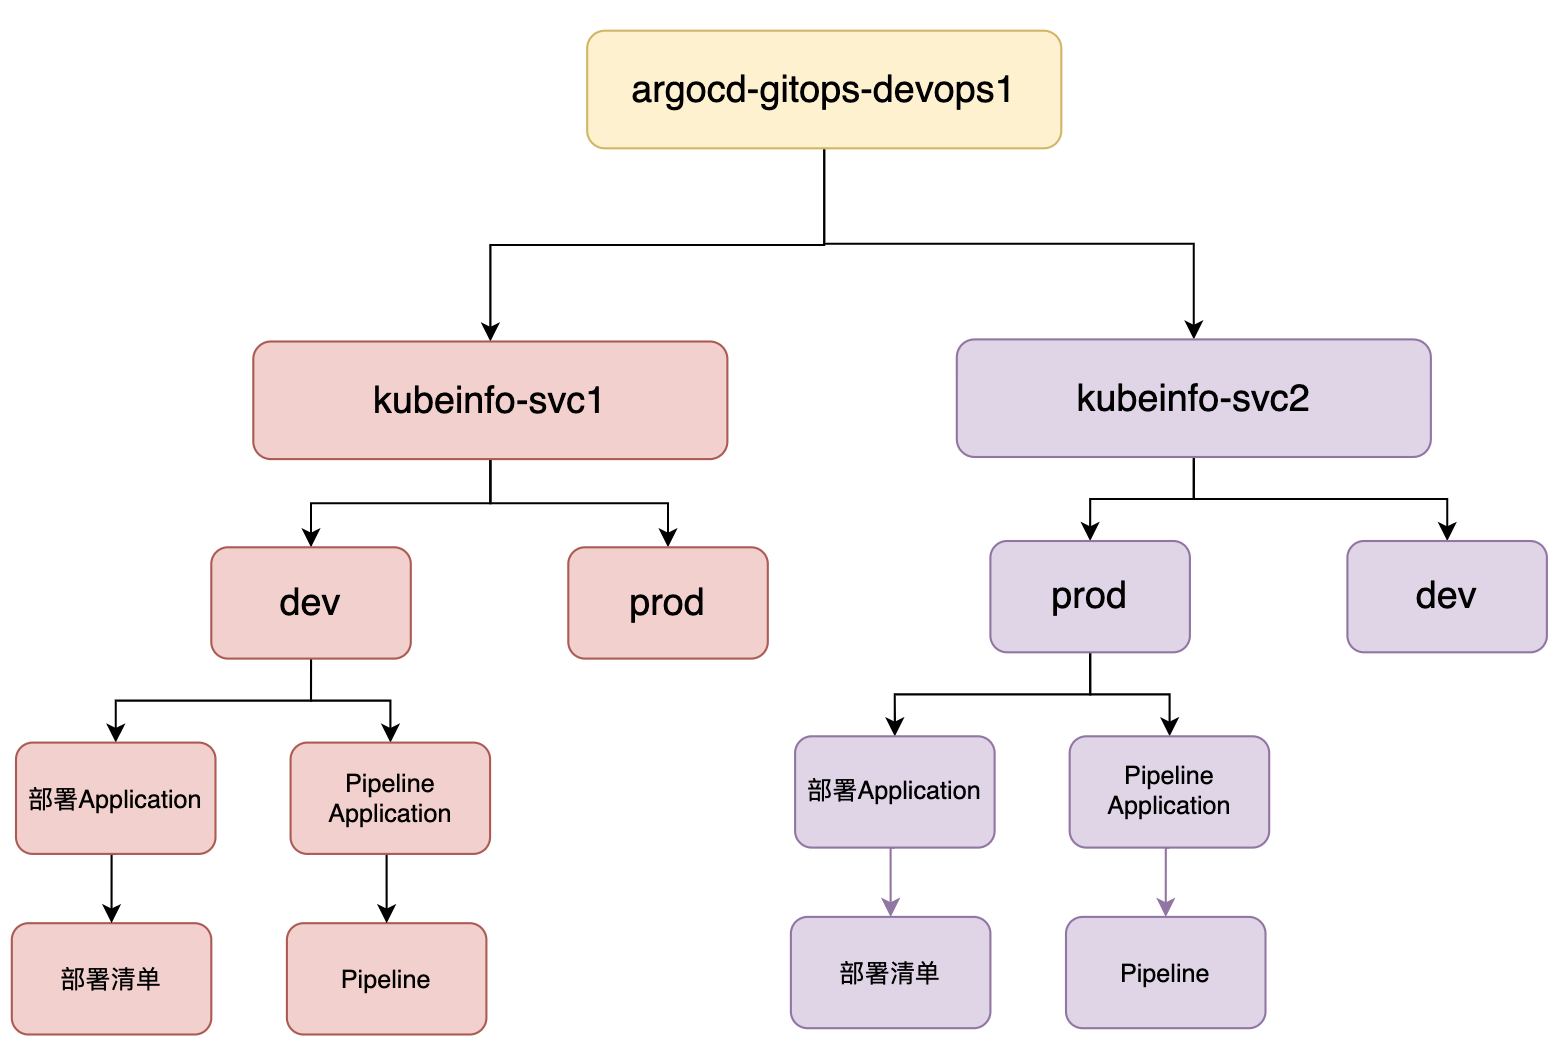 argocd-gitops-devops1
kubeinfo-svc1
kubeinfo-svc2
dev
prod
prod
dev
部署Application
Pipeline
Application
部署Application
Pipeline
Application
部署清单
Pipeline
部署清单
Pipeline